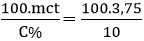 100.mct / C% = 100.3,75 / 10